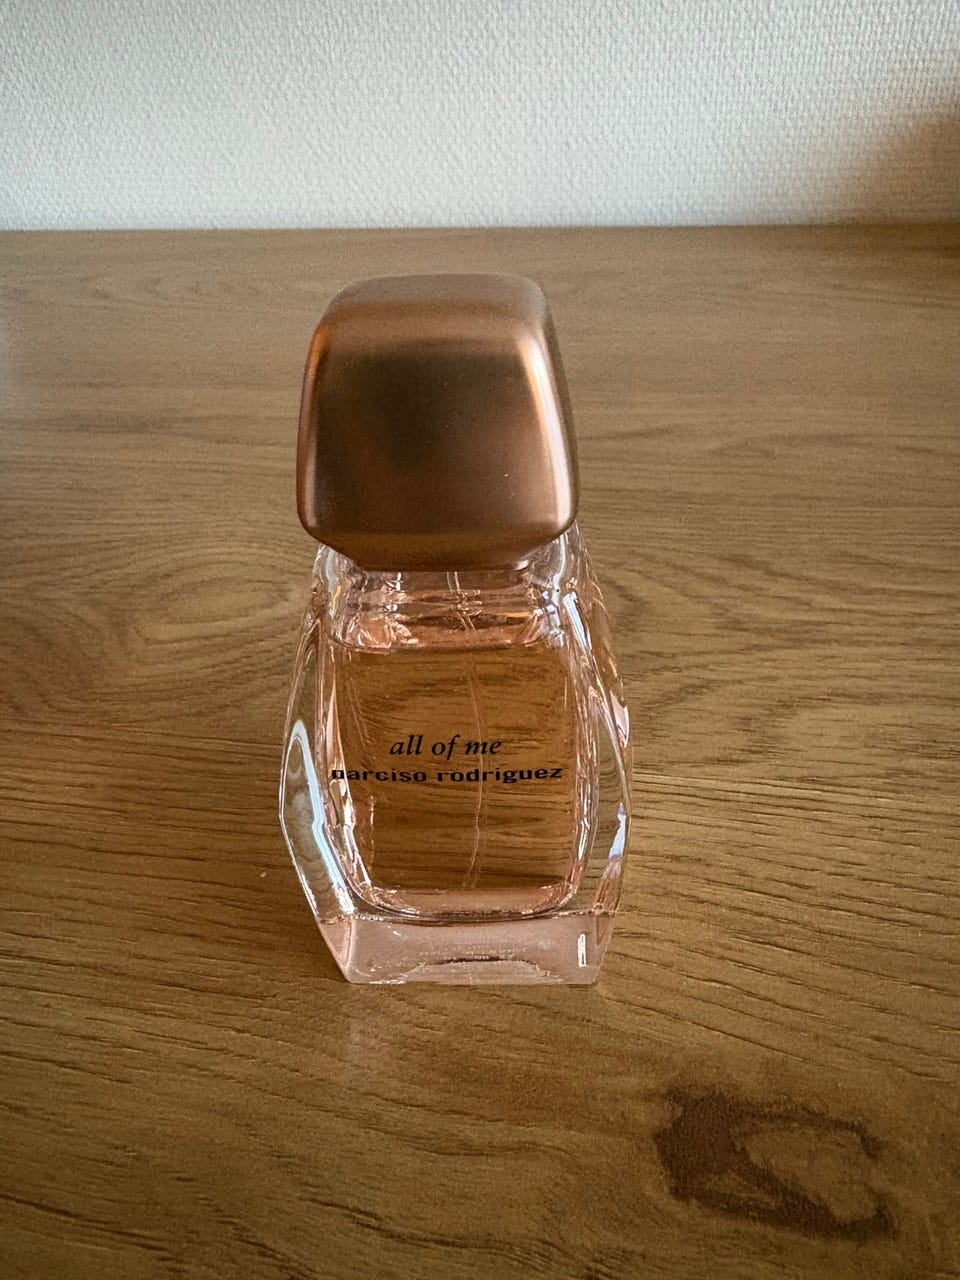 all of me
narciso rodriguez